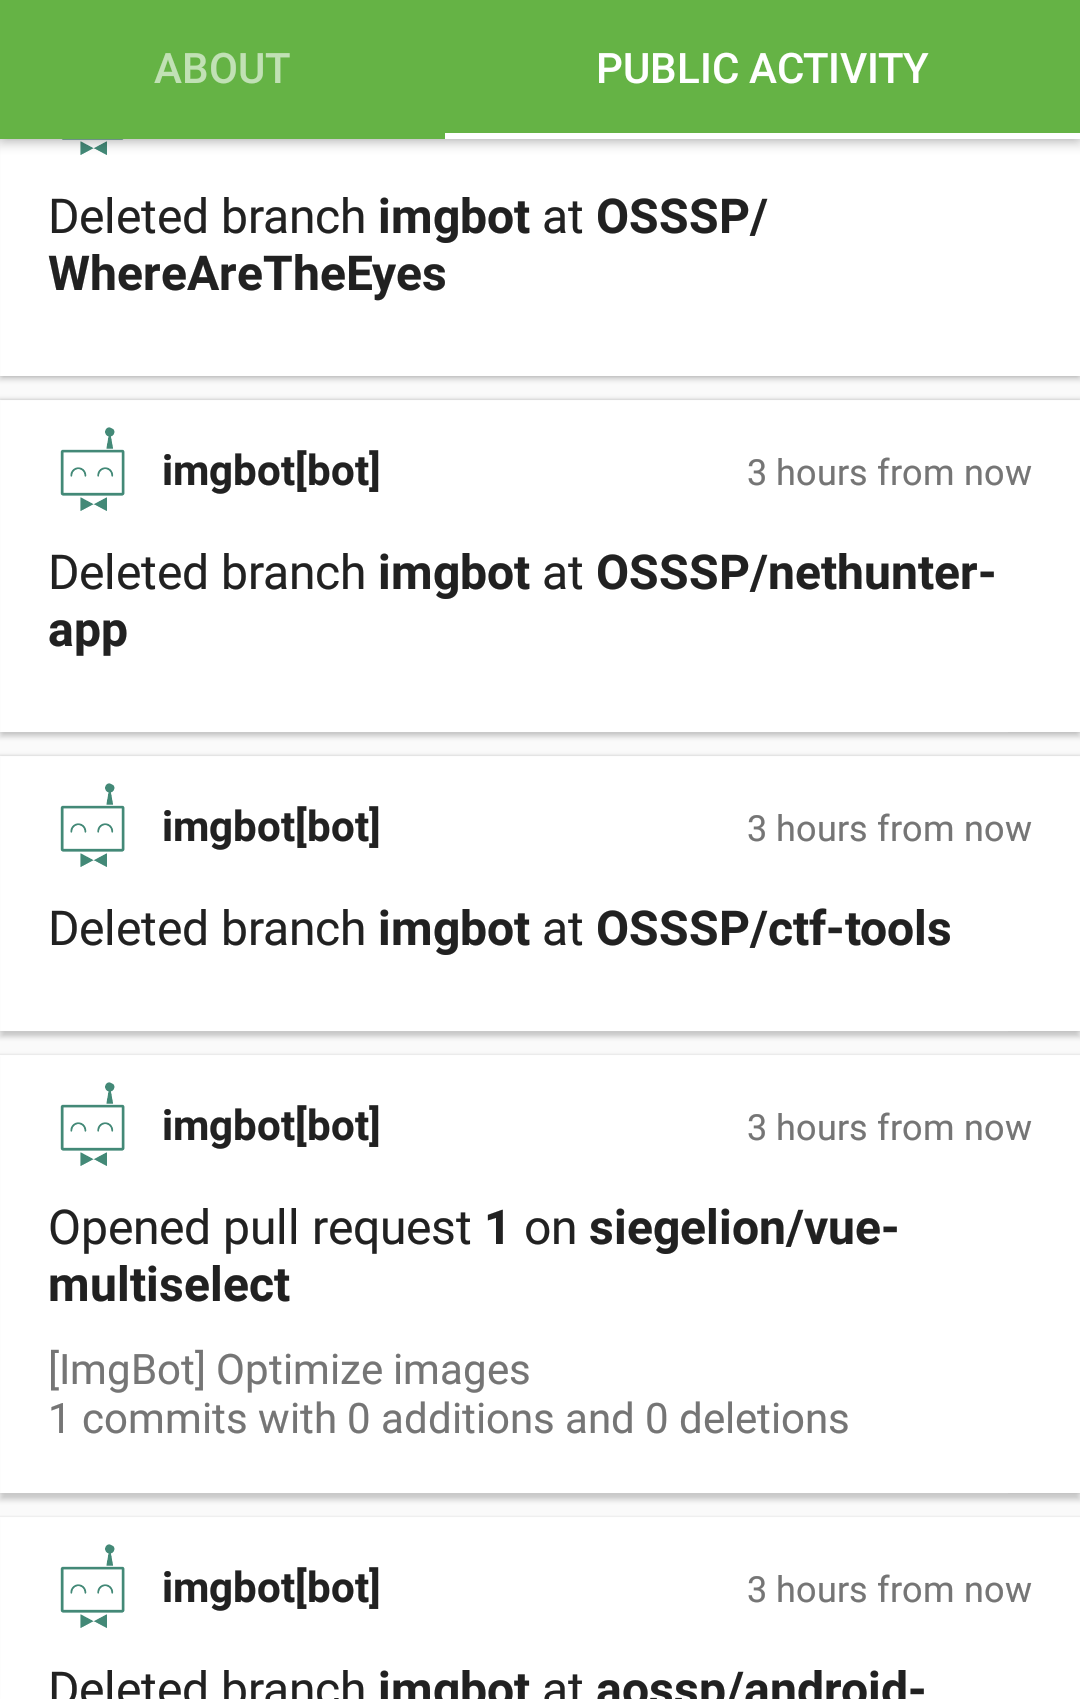 ABOUT
PUBLIC ACTIVITY
Deleted branch imgbot at OSSSP/
WhereAreTheEyes
imgbot[bot]
3 hours from now
Deleted branch imgbot at OSSSP/nethunter-
app
imgbot[bot]
3 hours from now
Deleted branch imgbot at OSSSP/ctf-tools
imgbot[bot]
3 hours from now
Opened pull request 1 on siegelion/vue-
multiselect
[ImgBot] Optimize images
1 commits with 0 additions and 0 deletions
imgbot[bot]
3 hours from now
Deleted branch imgbot at aossp/android-